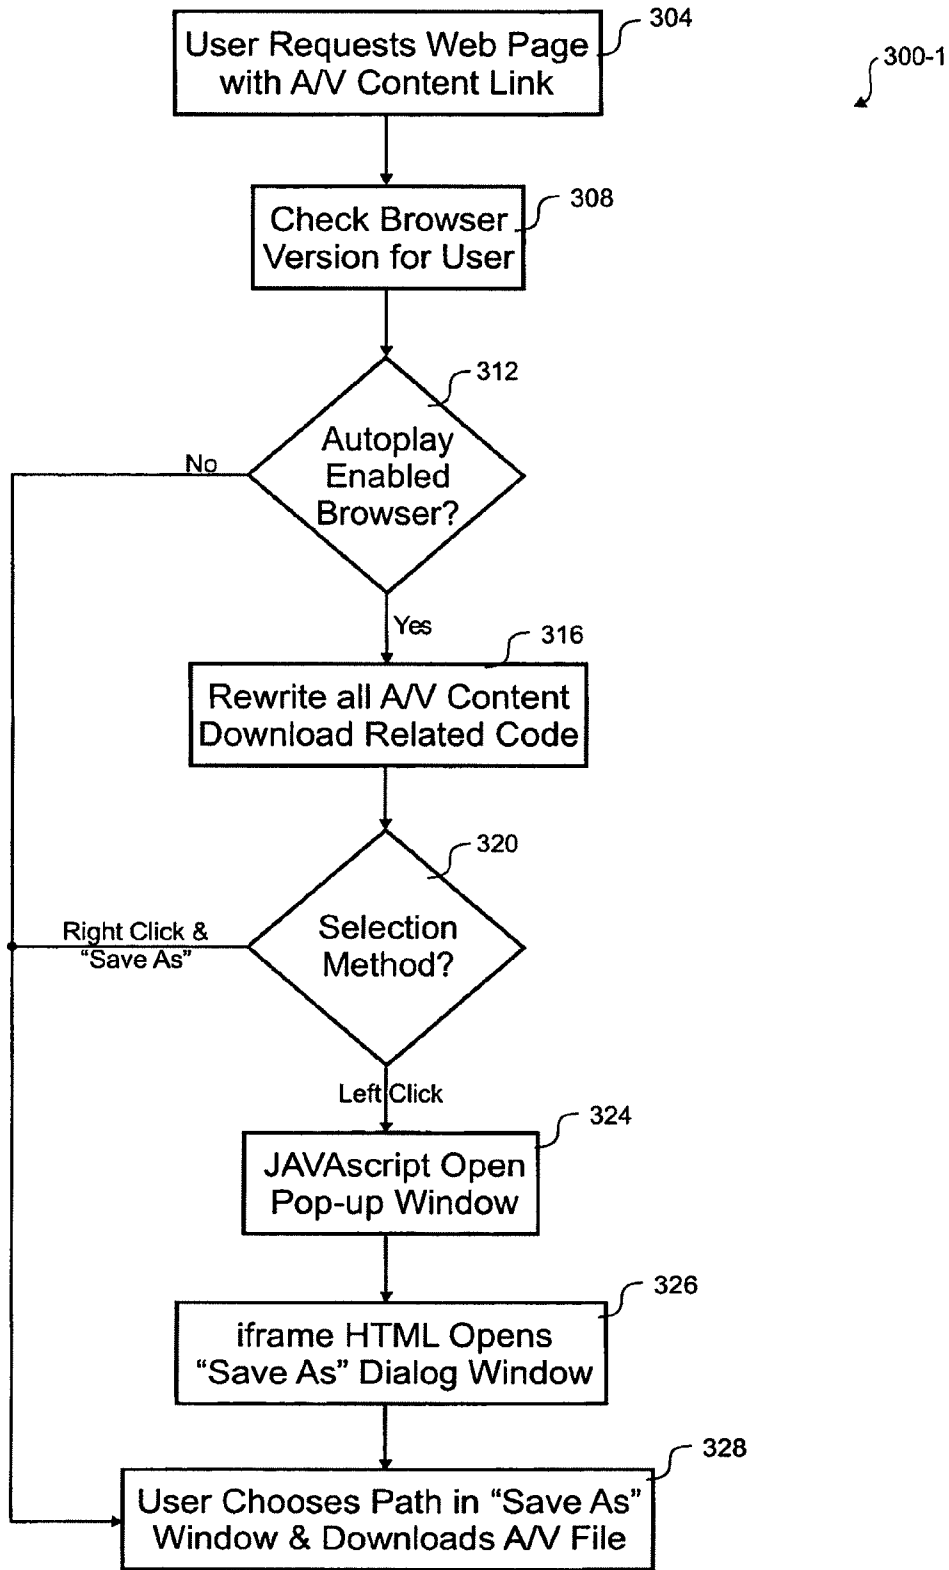 304
User Requests Web Page
with A/V Content Link
300-1
308
Check Browser
Version for User
312
Autoplay
Enabled
Browser?
No
Yes
316
Rewrite all A/V Content
Download Related Code
320
Selection
Method?
Right Click &
“Save As”
Left Click
324
JAVAscript Open
Pop-up Window
326
iframe HTML Opens
“Save As” Dialog Window
328
User Chooses Path in “Save As”
Window & Downloads A/V File